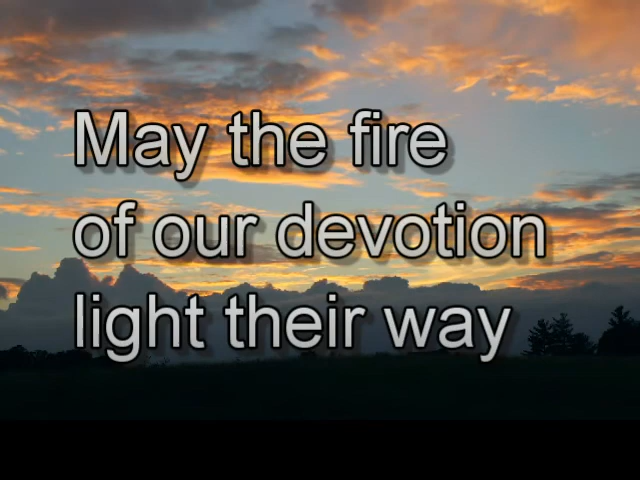 May the fire
of our devotion
light their way